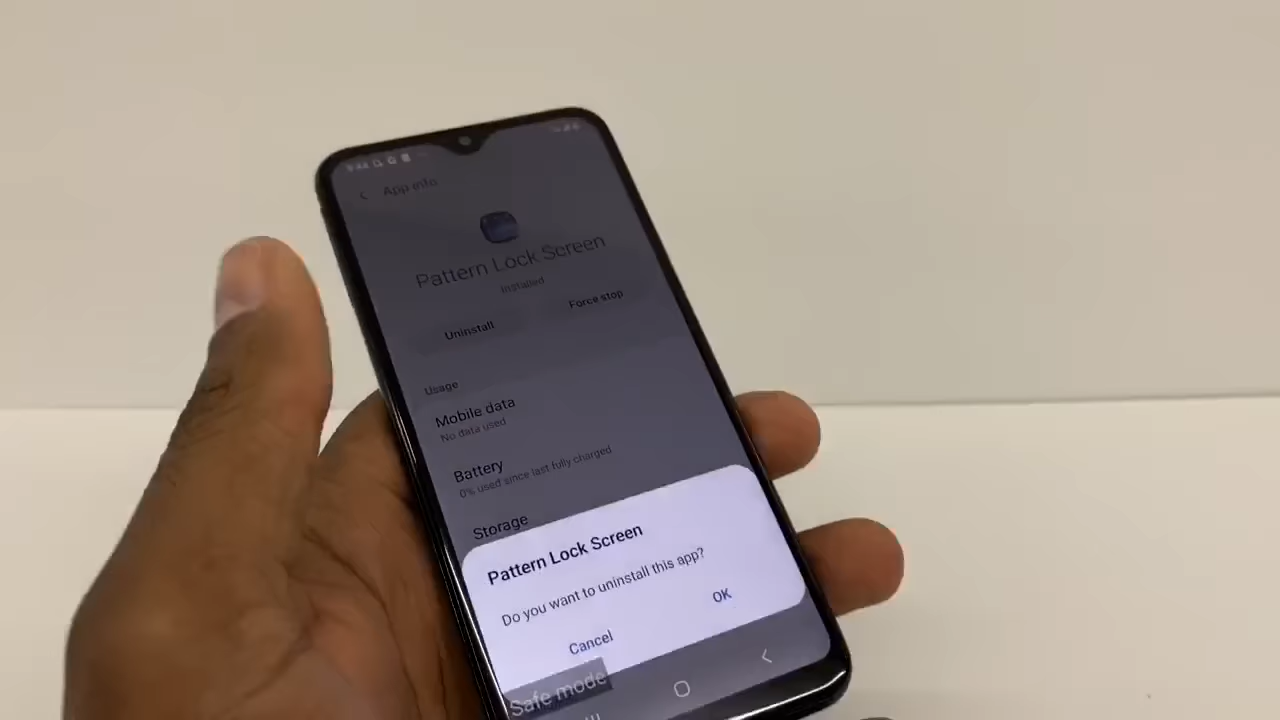 App info
Pattern Lock Screen
Installed
Uninstall
Force stop
Usage
Mobile data
No data used
Battery
0% used since last fully charged
Storage
Pattern Lock Screen
Do you want to uninstall this app?
Cancel
OK
Safe mode